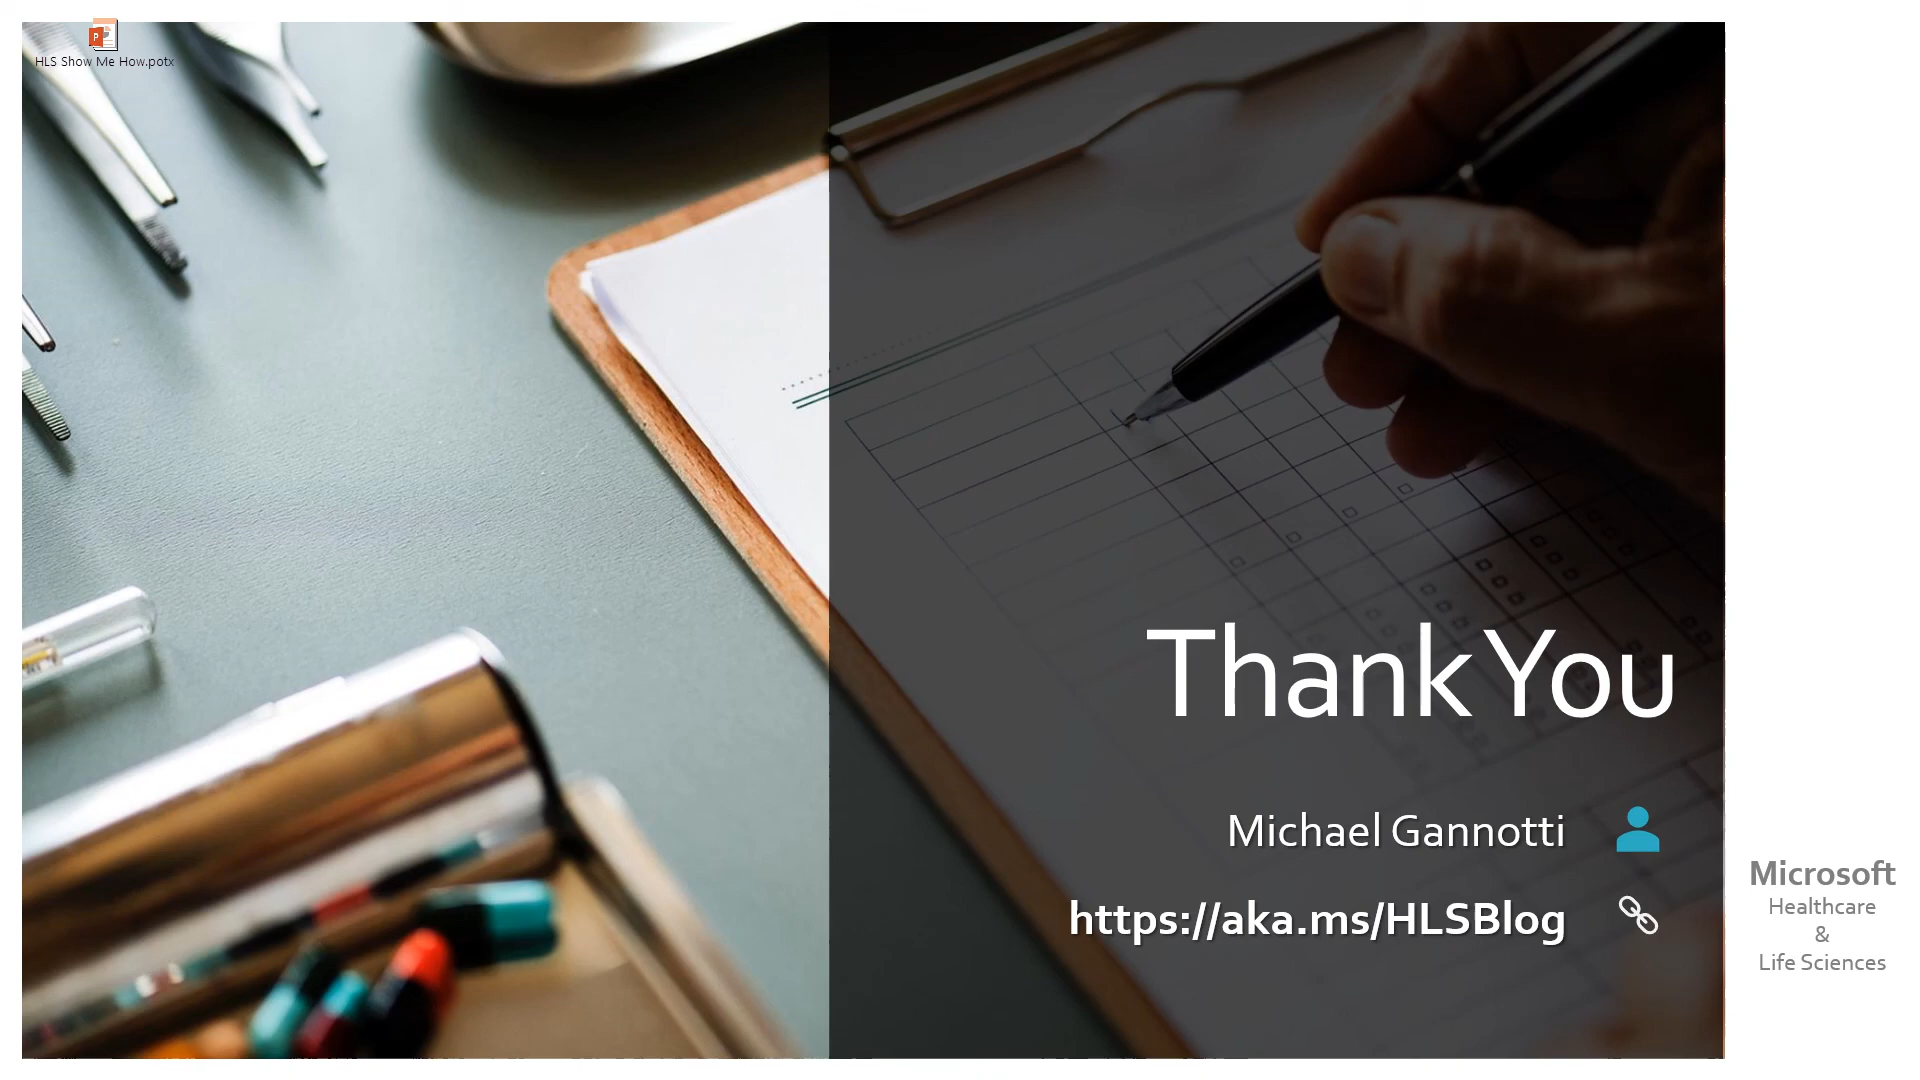 HLS Show Me How.potx
Thank You
Michael Gannotti
https://aka.ms/HLSBlog
Microsoft
Healthcare
&
Life Sciences